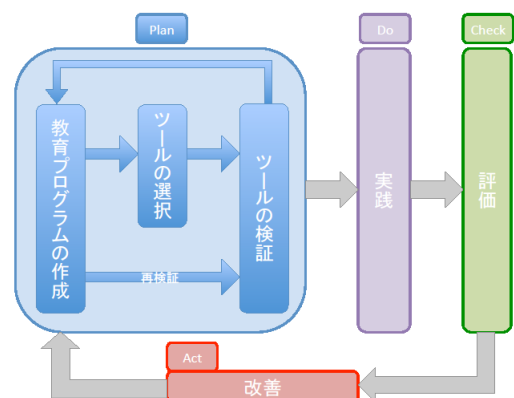 Plan
Do
Check
教育プログラムの作成
ツールの選択
ツールの検証
再検証
実践
評価
Act
改善